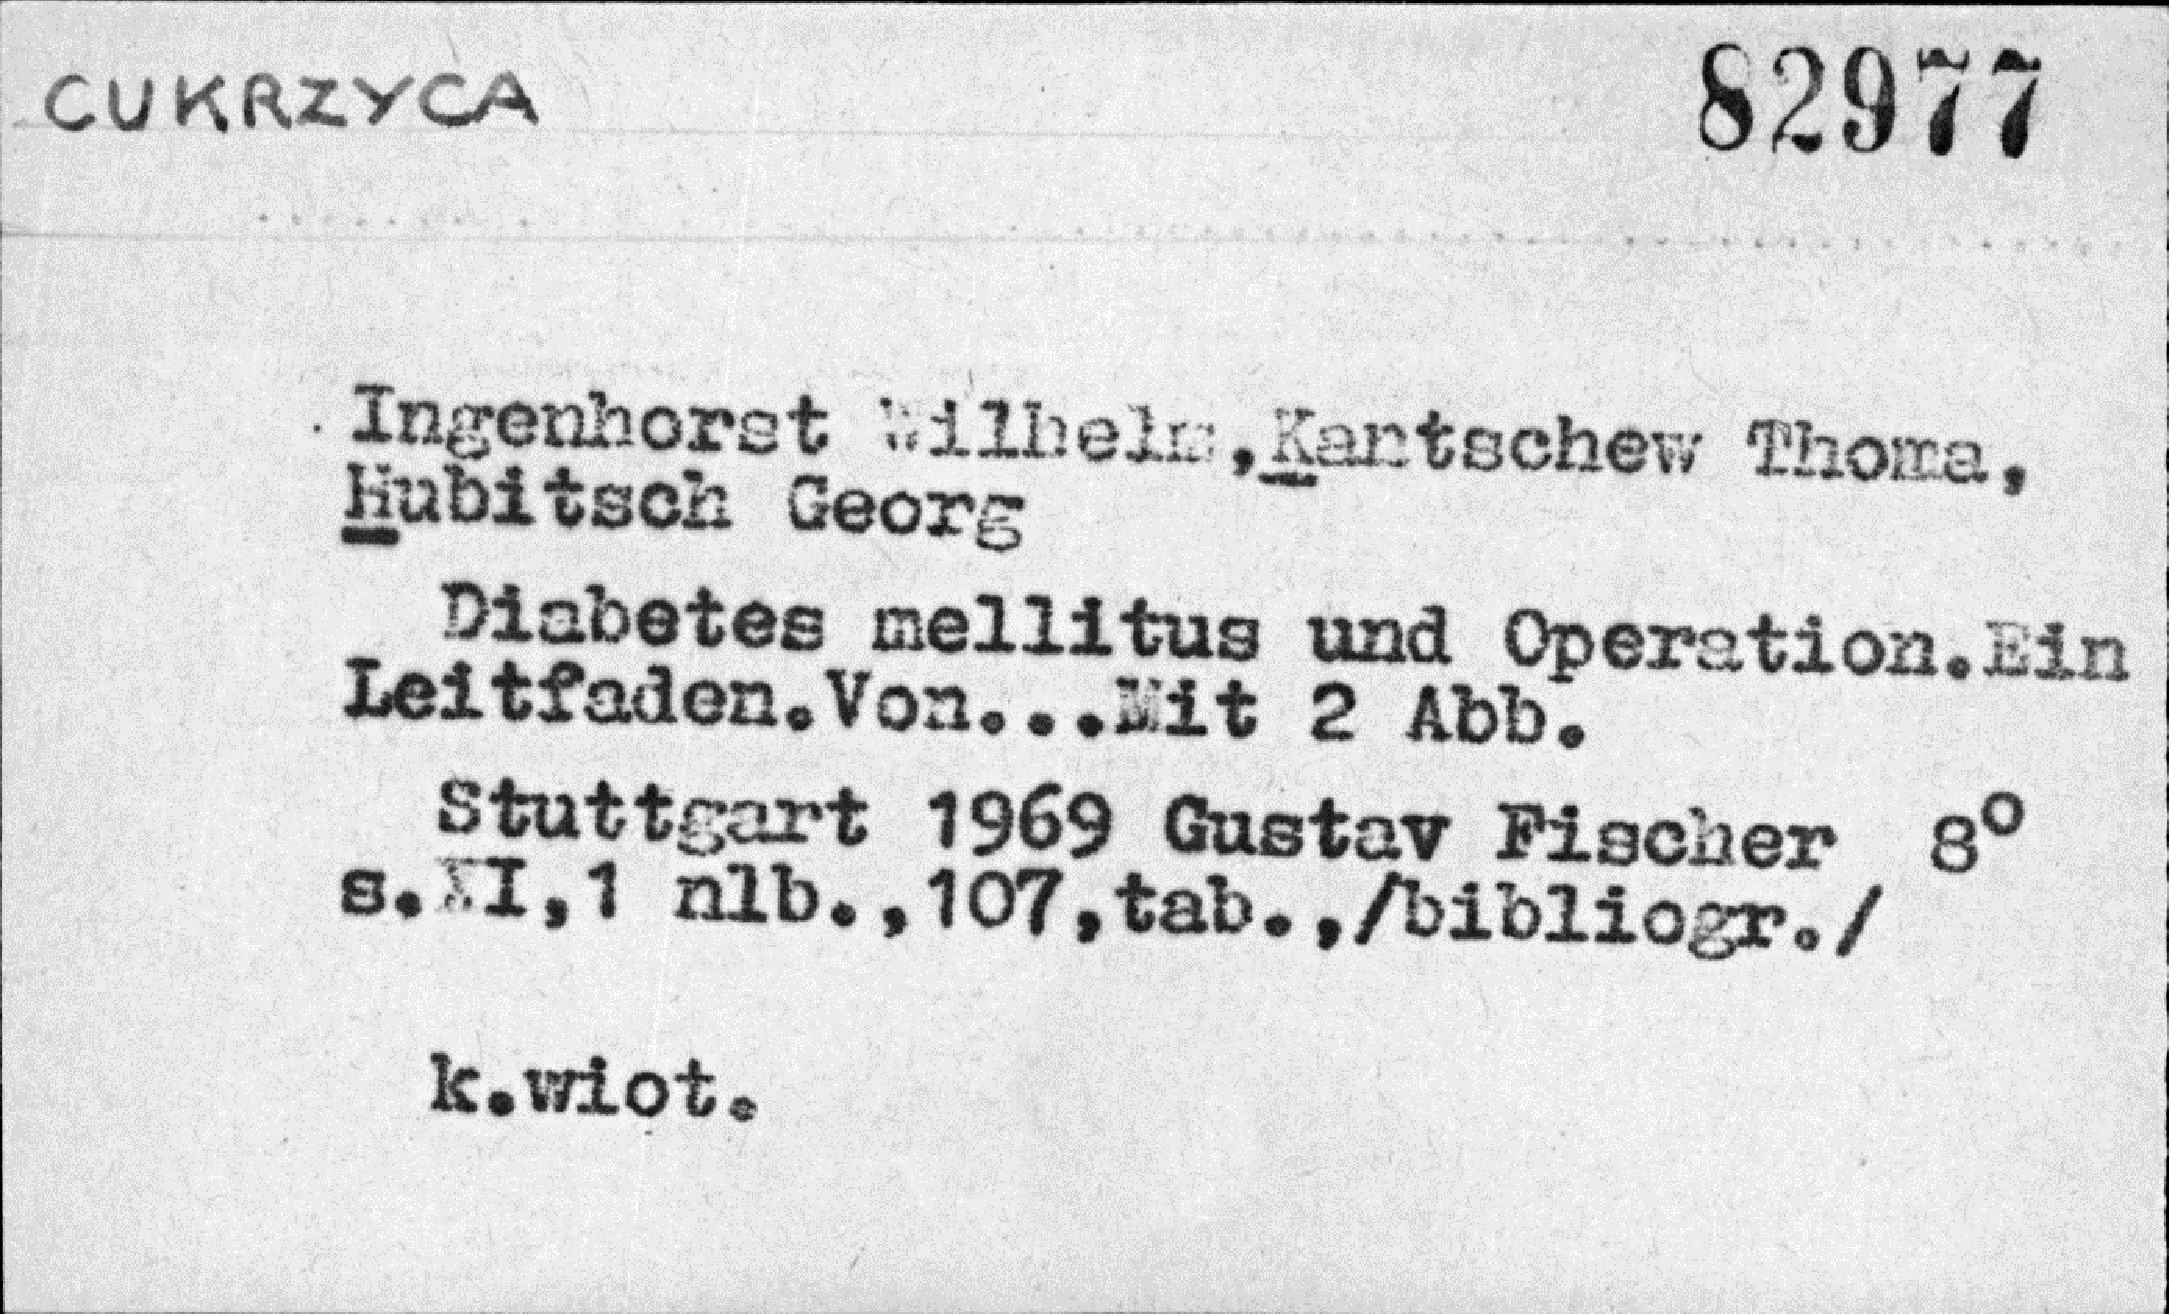 CUKRZYCA 82977
Ingenhorst Wilhelm,Kantschew Thoma,
Hubitsch Georg
Diabetes mellitus und Operation.Ein
Leitfaden.Von...Mit 2 Abb.
Stuttgart 1969 Gustav Fischer 8°
s.XI,1 nlb.,107,tab.,/bibliogr./
k.wiot.